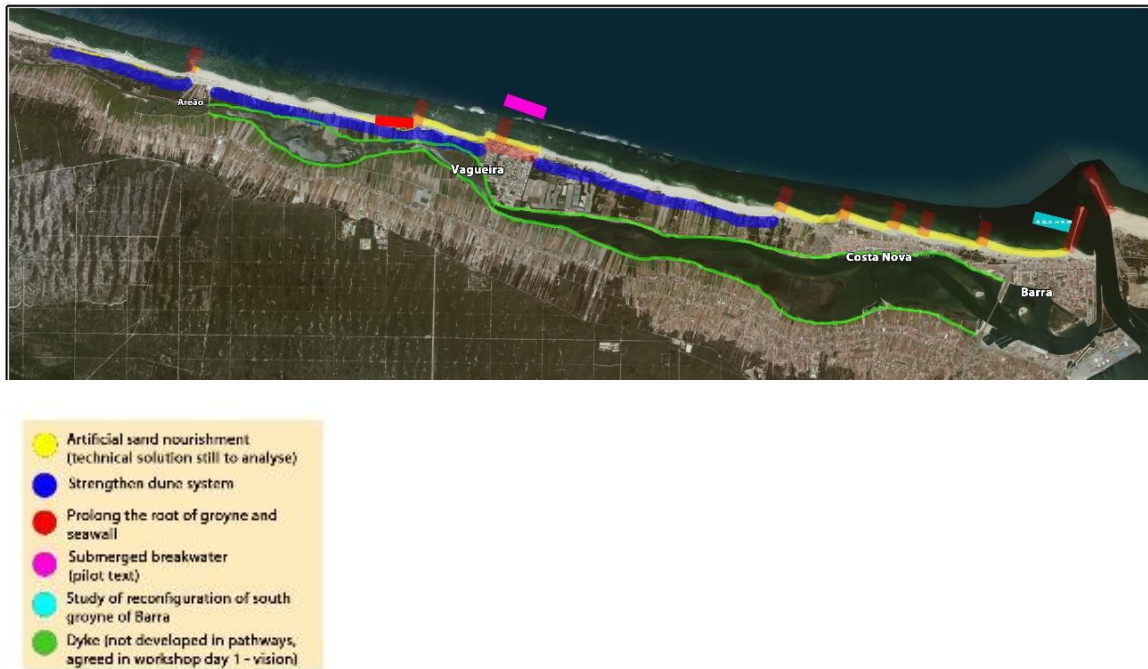 Areão
Vagueira
Costa Nova
Barra
Artificial sand nourishment
(technical solution still to analyse)
Strengthen dune system
Prolong the root of groyne and
seawall
Submerged breakwater
(pilot text)
Study of reconfiguration of south
groyne of Barra
Dyke (not developed in pathways,
agreed in workshop day 1 - vision)